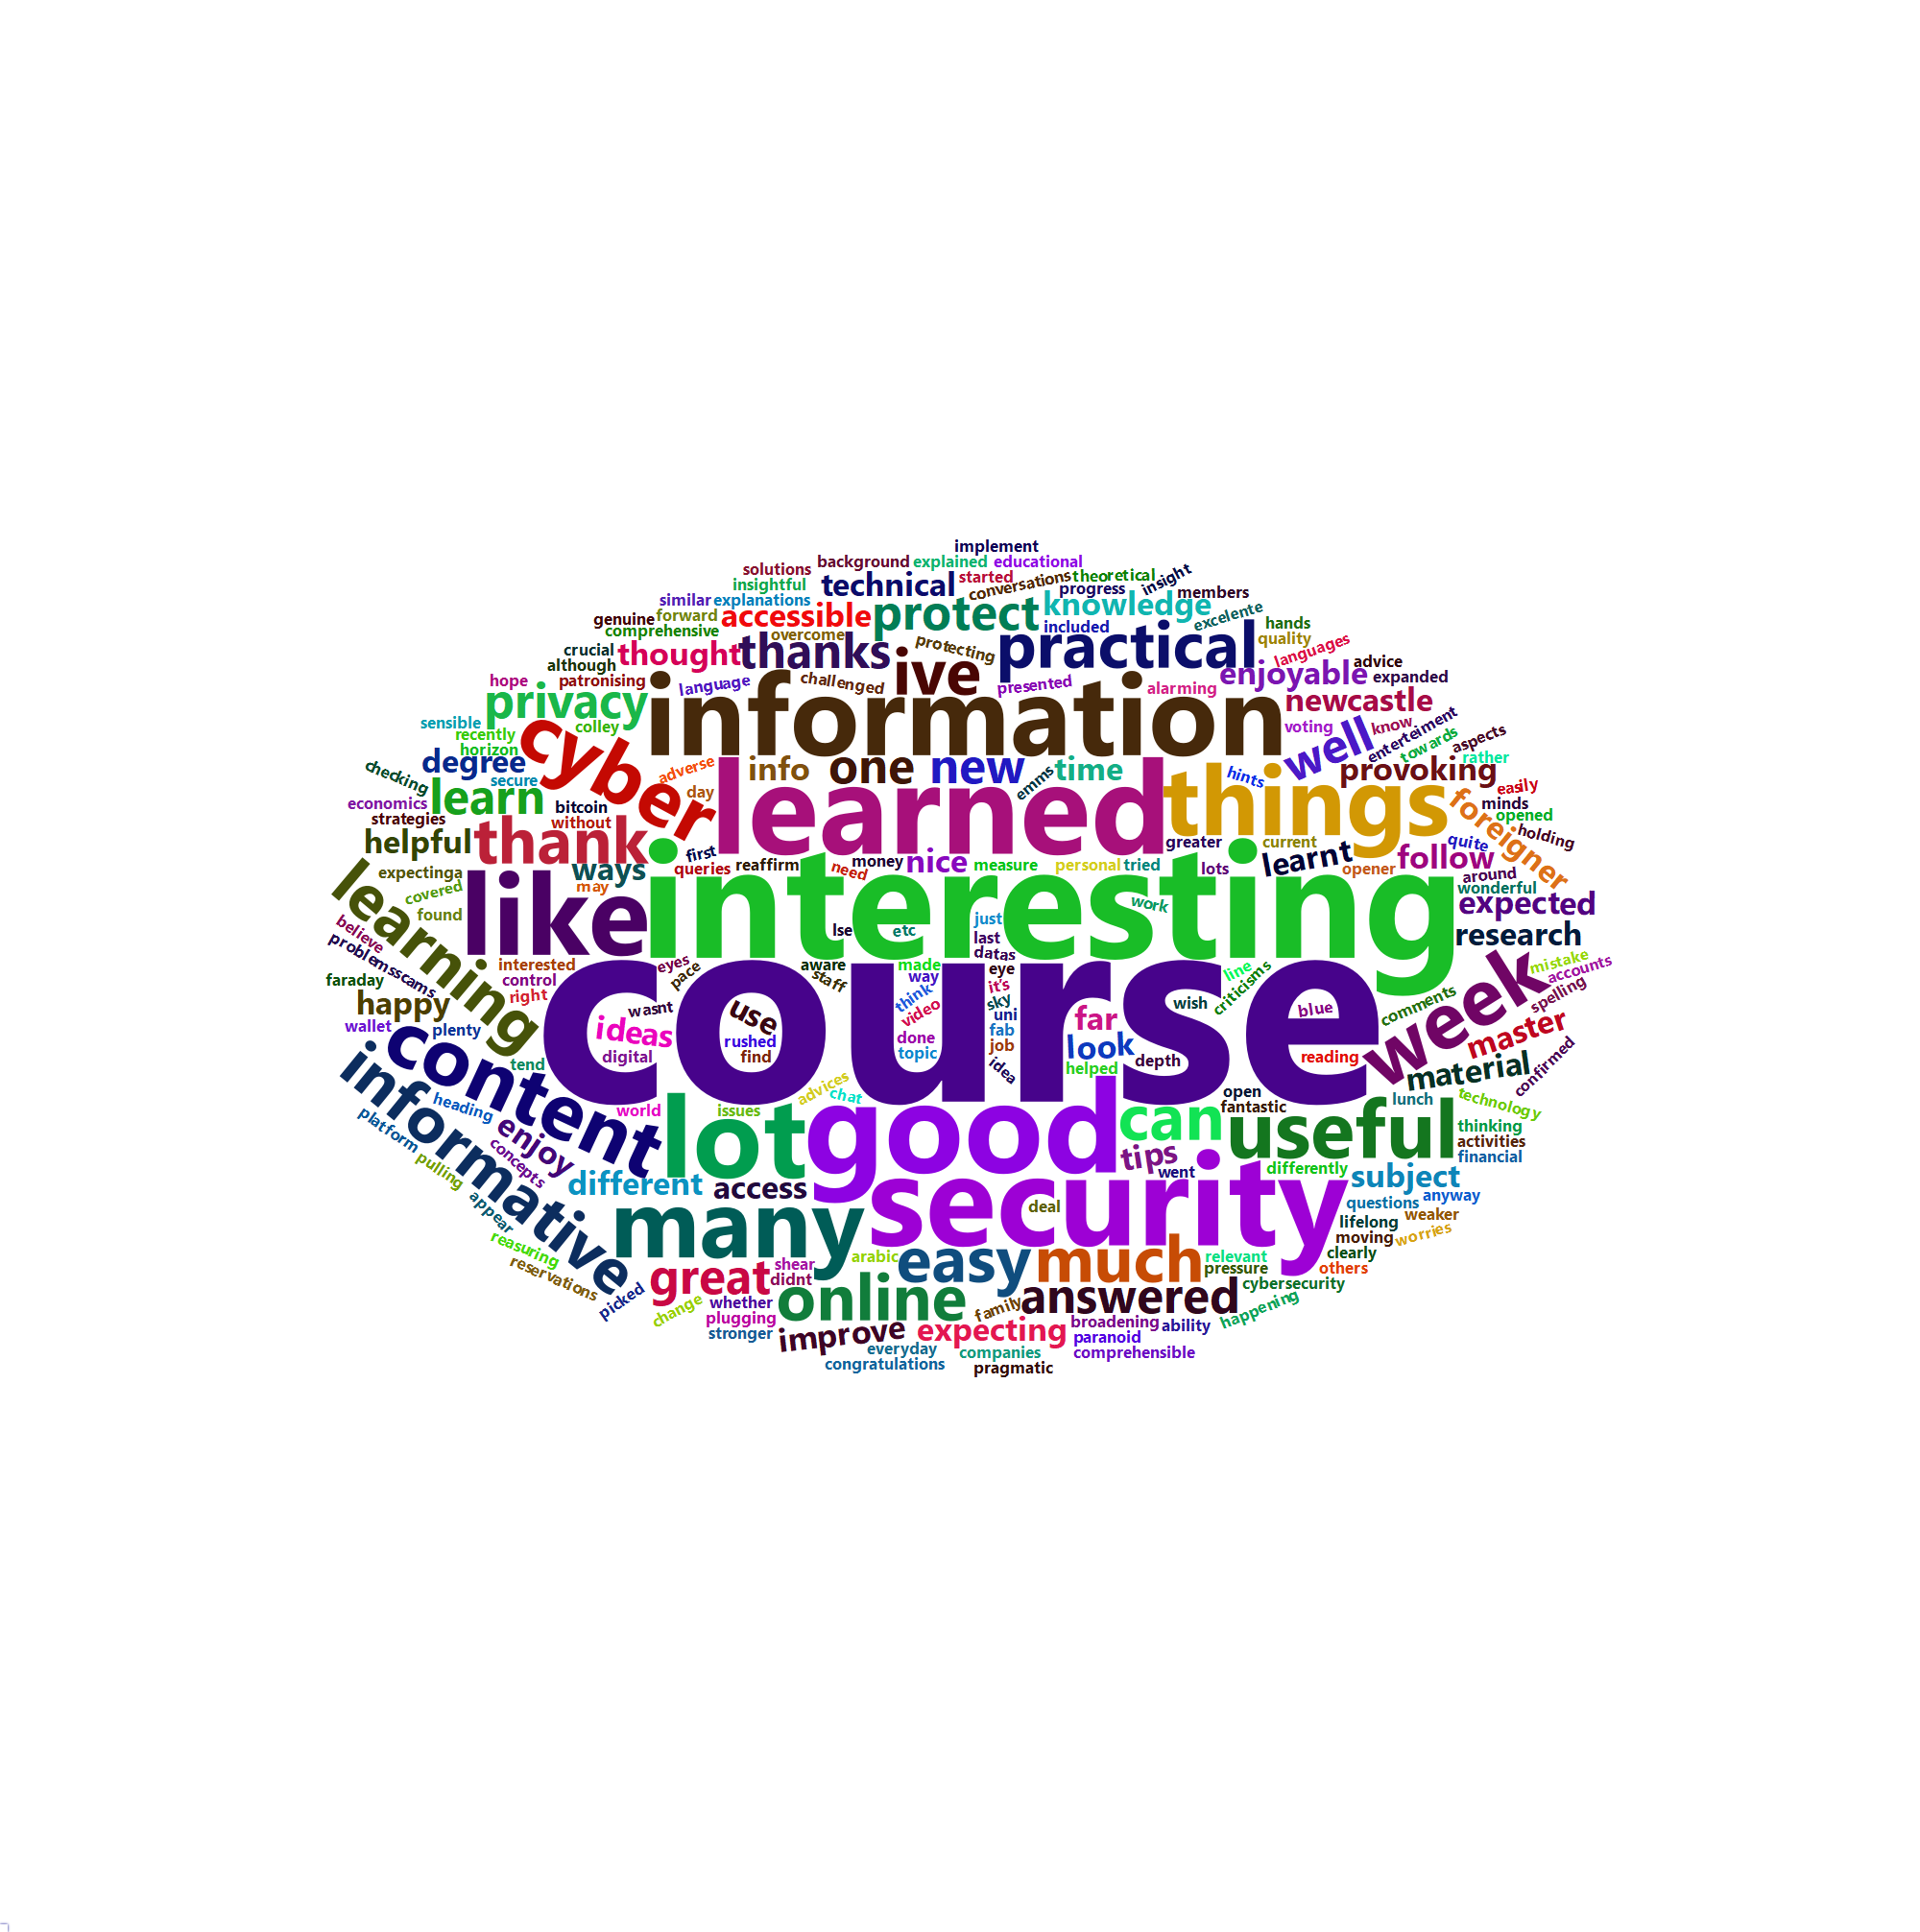 implement
background explained educational
solutions
insightful technical started conversations theoretical progress insight members
similar explanations accessible protect knowledge
genuine forward
comprehensive overcome thanks protecting included practical excelente hands
quality
crucial
although thought ive languages
hope patronising language challenged presented alarming enjoyable advice
expanded
privacy information newcastle
sensible colley voting well know enterteiment
recently
horizon cyber towards aspects
degree adverse info one new emms time hints provoking rather
checking secure day learned things easily
economics learn bitcoin foreigner minds
strategies without opened
helpful thank greater current quite holding
first reaffirm money nice measure personal tried lots learnt opener follow
expectinga ways queries need around
covered may like interesting wonderful
found work expected
learning lse etc just research
believe last
problemsscams interested eyes aware made datas line mistake
faraday control pace staff way eye criticisms week accounts
happy right wasnt think it's wish blue comments spelling
wallet plenty ideas use video sky course far master
content rushed done uni look
tend digital find topic fab helped depth reading material confirmed
job
idea
informative heading advices chat open lunch technology
platform enjoy world issues lot good can fantastic useful thinking
pulling concepts tips activities
different access went differently subject financial
appear many security deal questions anyway
reasuring lifelong weaker
reservations great shear arabic easy much relevant moving worries
didnt pressure clearly
picked change whether online answered cybersecurity others
plugging family happening
stronger improve expecting broadening ability
everyday companies paranoid
congratulations pragmatic comprehensible